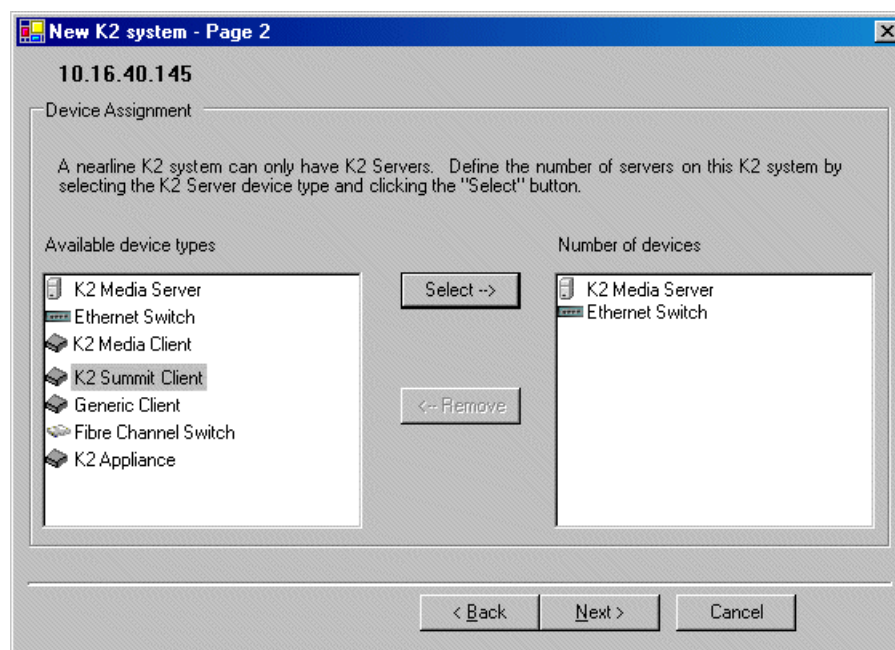 New K2 system - Page 2
10.16.40.145
Device Assignment
A nearline K2 system can only have K2 Servers.  Define the number of servers on this K2 system by
selecting the K2 Server device type and clicking the "Select" button.
Available device types
K2 Media Server
Ethernet Switch
K2 Media Client
K2 Summit Client
Generic Client
Fibre Channel Switch
K2 Appliance
Select -->
<-- Remove
Number of devices
K2 Media Server
Ethernet Switch
< Back
Next >
Cancel